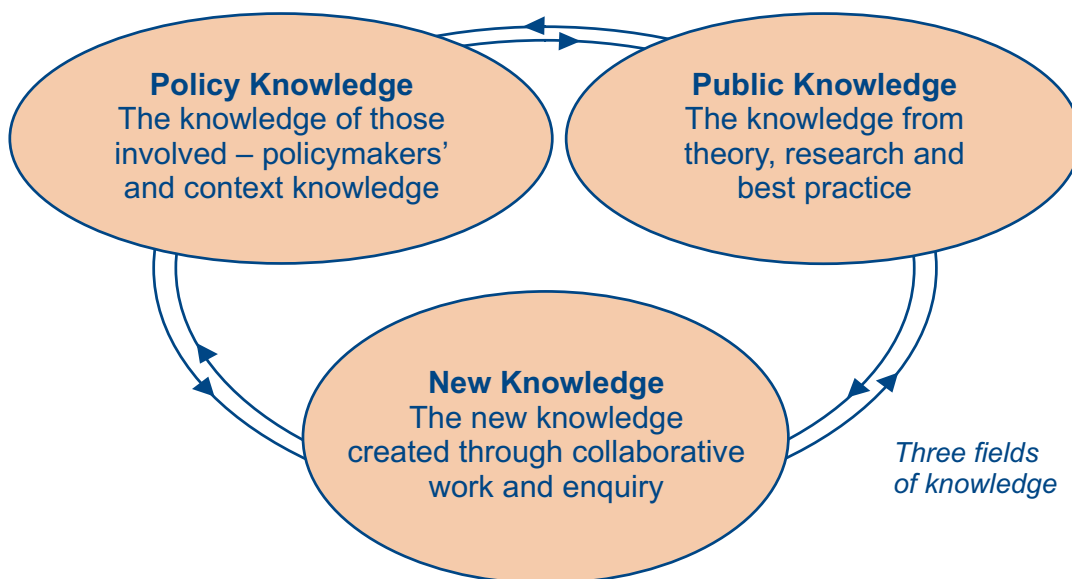 Policy Knowledge
The knowledge of those
involved – policymakers’
and context knowledge
Public Knowledge
The knowledge from
theory, research and
best practice
New Knowledge
The new knowledge
created through collaborative
work and enquiry
Three fields
of knowledge